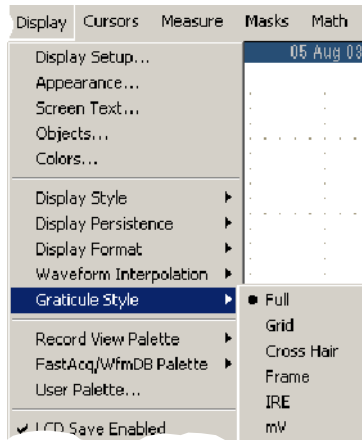 Display Cursors Measure Masks Math
05 Aug 03
Display Setup...
Appearance...
Screen Text...
Objects...
Colors...
Display Style
Display Persistence
Display Format
Waveform Interpolation
Graticule Style
Full
Grid
Cross Hair
Frame
IRE
mV
Record View Palette
FastAcq/WfmDB Palette
User Palette...
LCD Save Enabled